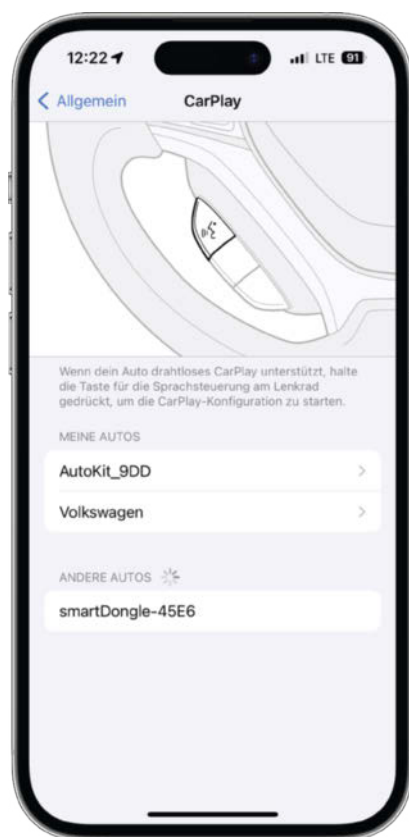 12:22
LTE 91
Allgemein
CarPlay
Wenn dein Auto drahtloses CarPlay unterstützt, halte
die Taste für die Sprachsteuerung am Lenkrad
gedrückt, um die CarPlay-Konfiguration zu starten.
MEINE AUTOS
AutoKit_9DD
Volkswagen
ANDERE AUTOS
smartDongle-45E6